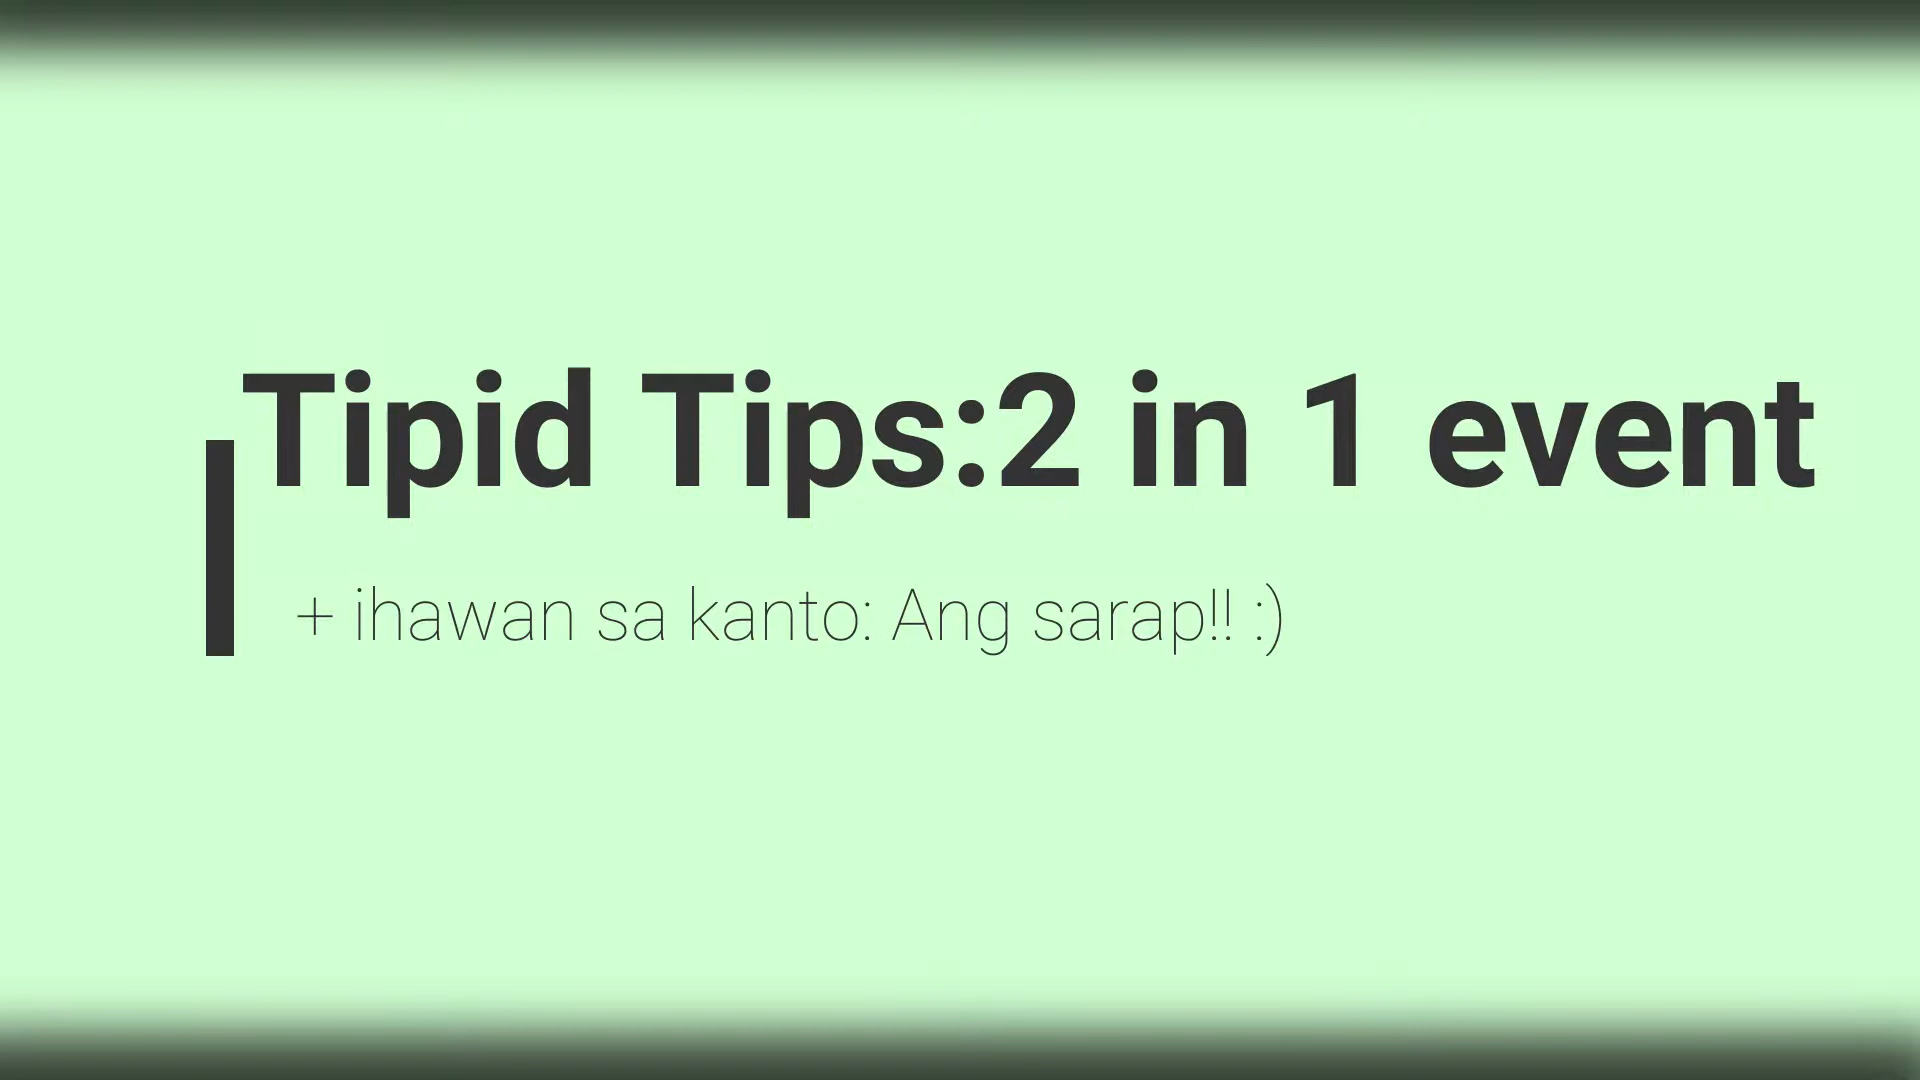 Tipid Tips:2 in 1 event
+ ihawan sa kanto: Ang sarap!! :)